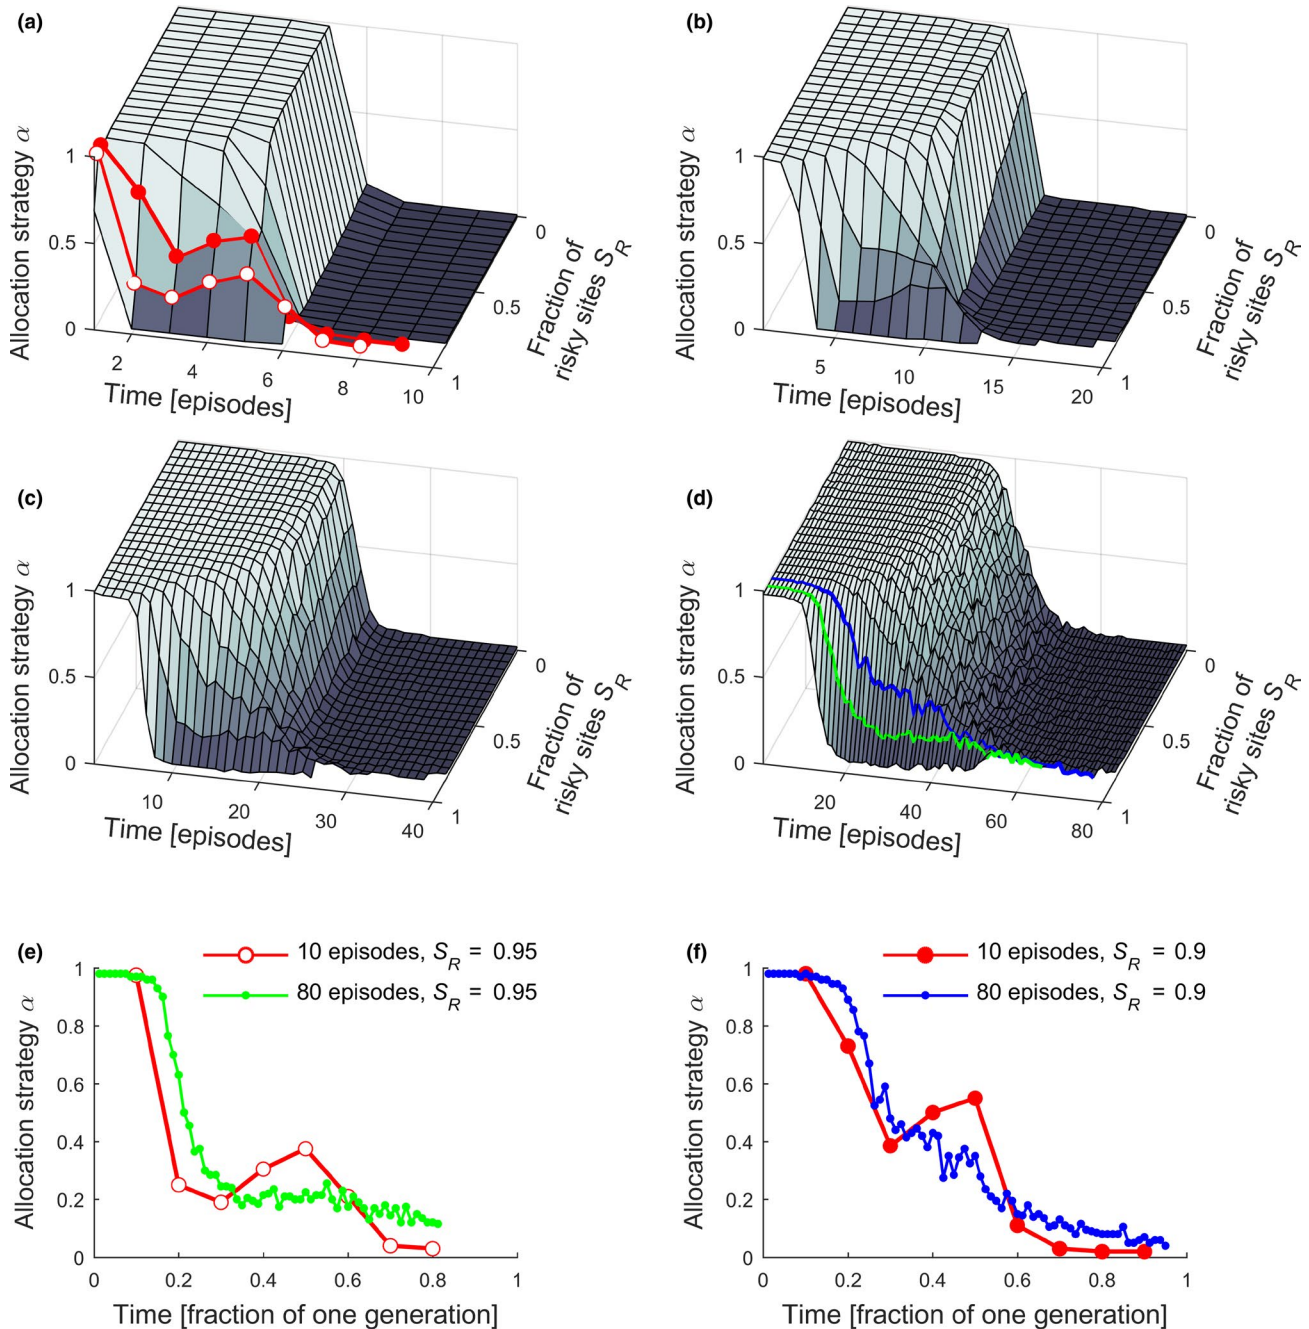 (a)
Allocation strategy α
1
0.5
0
2
4
6
8
10
Time [episodes]
0
0.5
1
Fraction of
risky sites S_R
(b)
Allocation strategy α
1
0.5
0
5
10
15
20
Time [episodes]
0
0.5
1
Fraction of
risky sites S_R
(c)
Allocation strategy α
1
0.5
0
10
20
30
40
Time [episodes]
0
0.5
1
Fraction of
risky sites S_R
(d)
Allocation strategy α
1
0.5
0
20
40
60
80
Time [episodes]
0
0.5
1
Fraction of
risky sites S_R
(e)
10 episodes, S_R = 0.95
80 episodes, S_R = 0.95
Allocation strategy α
1
0.8
0.6
0.4
0.2
0
0 0.2 0.4 0.6 0.8 1
Time [fraction of one generation]
(f)
10 episodes, S_R = 0.9
80 episodes, S_R = 0.9
Allocation strategy α
1
0.8
0.6
0.4
0.2
0
0 0.2 0.4 0.6 0.8 1
Time [fraction of one generation]